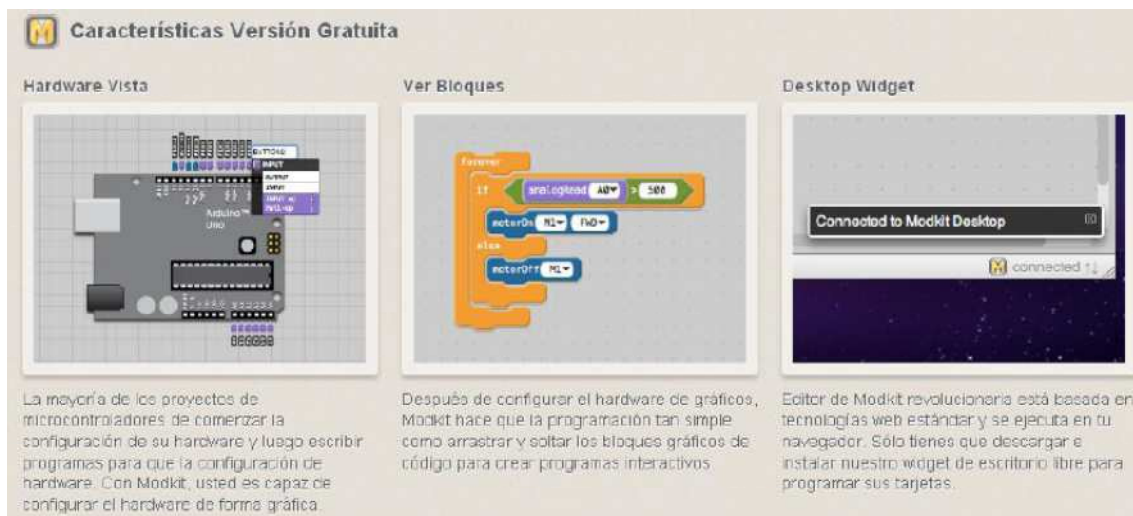 Características Versión Gratuita
Hardware Vista
INPUT
OUTPUT
INPUT
Arduino™
Uno
La mayoría de los proyectos de
microcontroladores de comenzar la
configuración de su hardware y luego escribir
programas para que la configuración de
hardware. Con Modkit, usted es capaz de
configurar el hardware de forma gráfica.
Ver Bloques
forever
if analogRead A0 > 500
motorOn M1 FWD
else
motorOff M1
Después de configurar el hardware de gráficos,
Modkit hace que la programación tan simple
como arrastrar y soltar los bloques gráficos de
código para crear programas interactivos.
Desktop Widget
Connected to Modkit Desktop
connected
Editor de Modkit revolucionaria está basada en
tecnologías web estándar y se ejecuta en tu
navegador. Sólo tienes que descargar e
instalar nuestro widget de escritorio libre para
programar sus tarjetas.